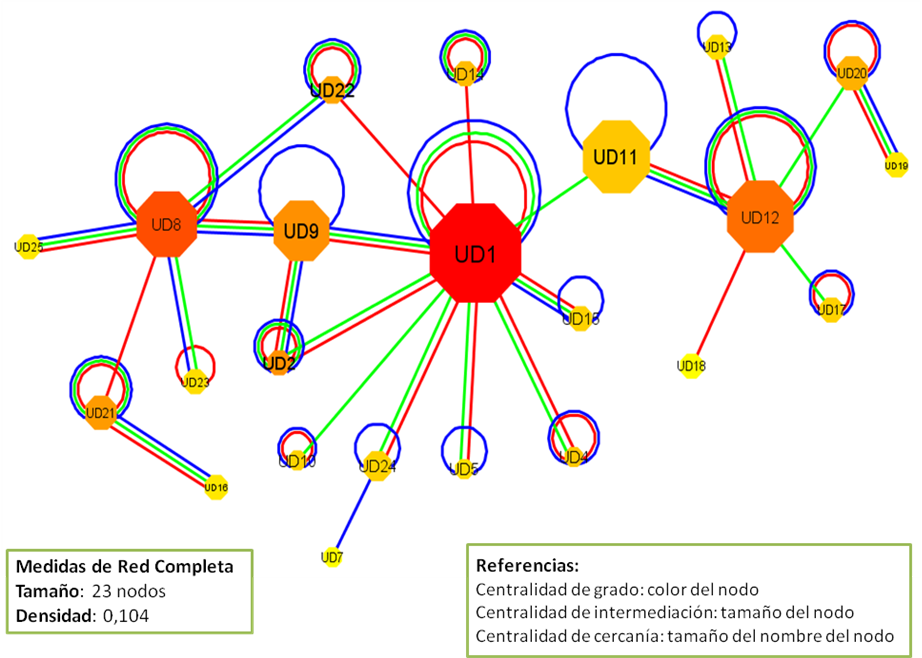 UD13
UD20
UD22
UD14
UD11
UD19
UD8
UD9
UD12
UD25
UD1
UD15
UD17
UD2
UD18
UD23
UD21
UD10
UD24
UD5
UD4
UD16
UD7
Medidas de Red Completa
Tamaño: 23 nodos
Densidad: 0,104
Referencias:
Centralidad de grado: color del nodo
Centralidad de intermediación: tamaño del nodo
Centralidad de cercanía: tamaño del nombre del nodo